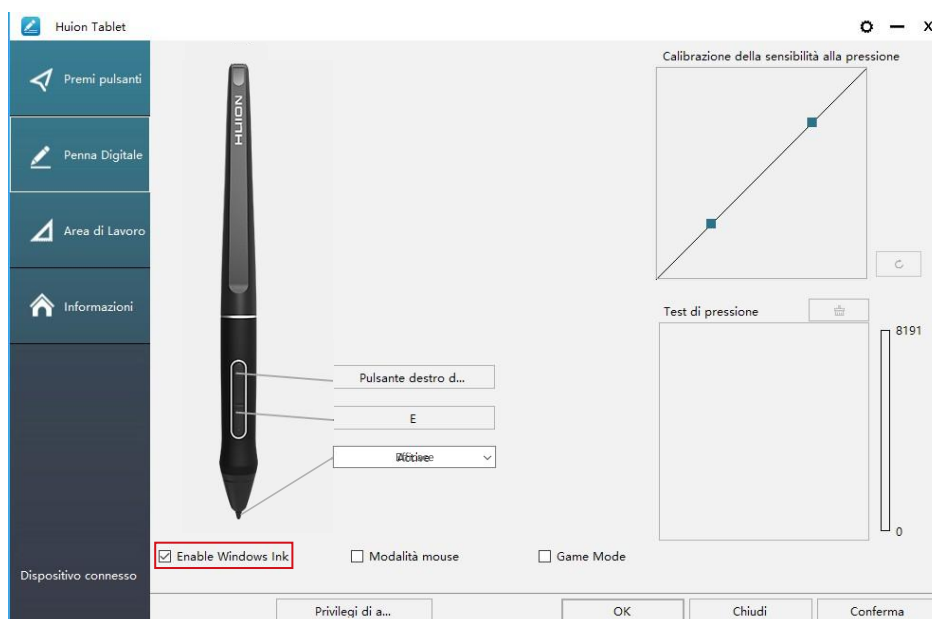 Huion Tablet
X
Premi pulsanti
Penna Digitale
Area di Lavoro
Informazioni
Dispositivo connesso
HUION
Pulsante destro d...
E
Enable Windows Ink
Modalità mouse
Game Mode
Calibrazione della sensibilità alla pressione
Test di pressione
8191
0
Privilegi di a...
OK
Chiudi
Conferma